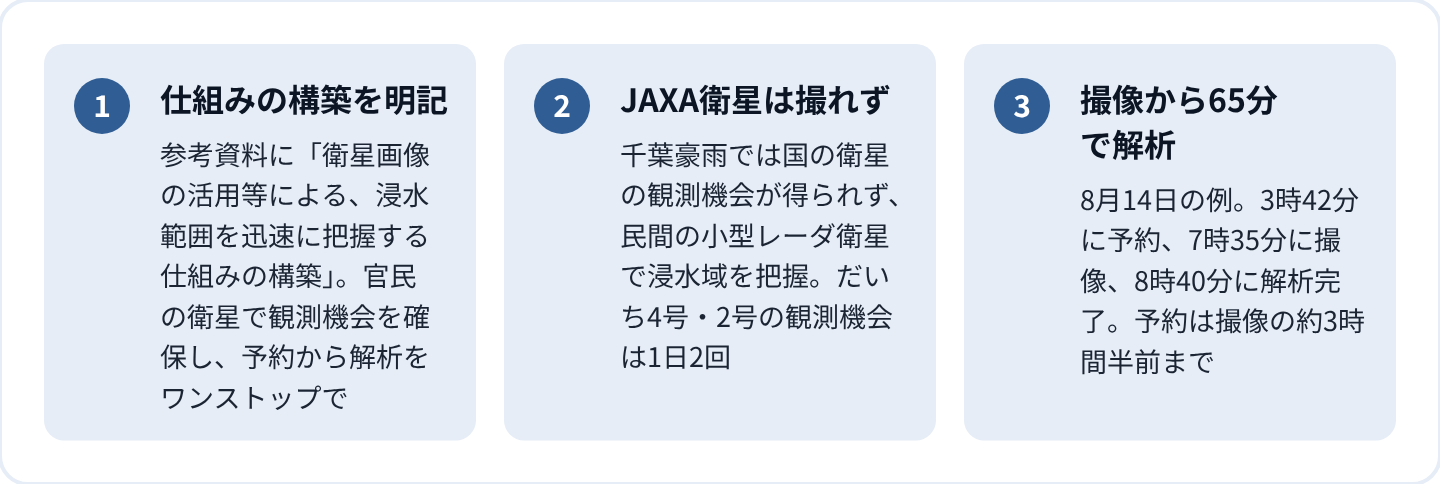 1
仕組みの構築を明記
参考資料に「衛星画像
の活用等による、浸水
範囲を迅速に把握する
仕組みの構築」。官民
の衛星で観測機会を確
保し、予約から解析を
ワンストップで
2
JAXA衛星は撮れず
千葉豪雨では国の衛星
の観測機会が得られず、
民間の小型レーダ衛星
で浸水域を把握。だい
ち4号・2号の観測機会
は1日2回
3
撮像から65分
で解析
8月14日の例。3時42分
に予約、7時35分に撮
像、8時40分に解析完
了。予約は撮像の約3時
間半前まで